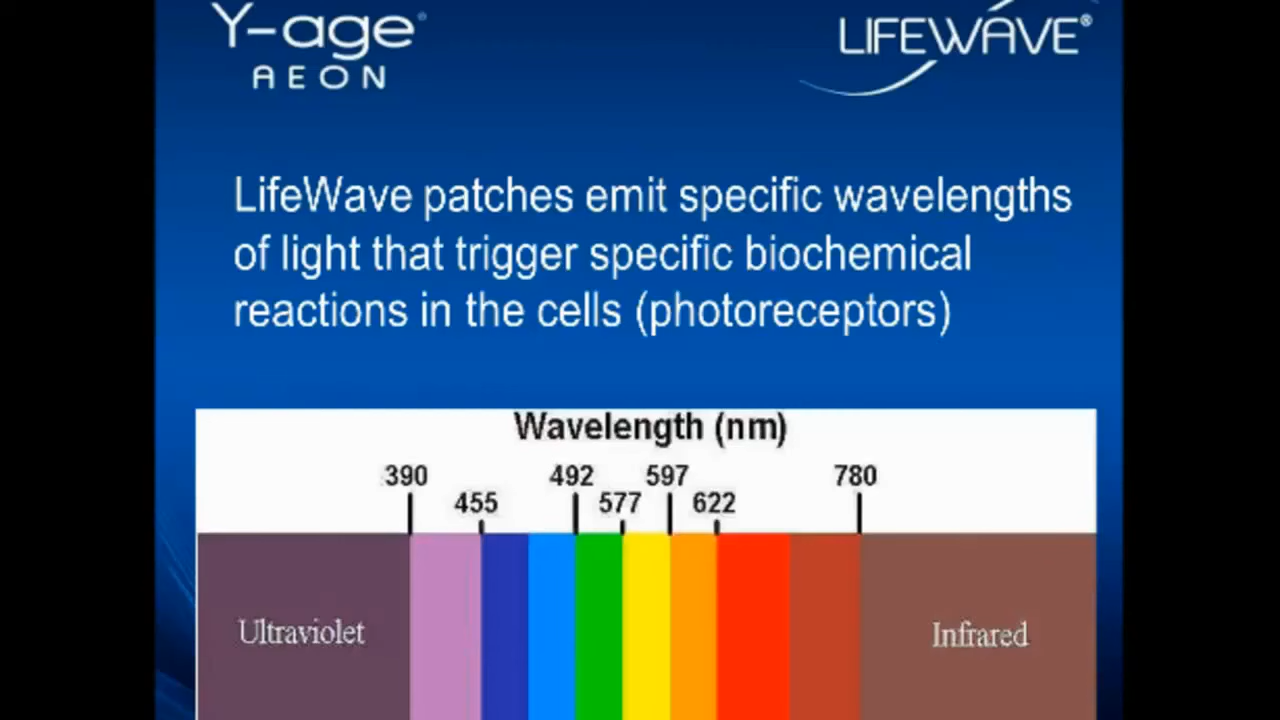 Y-age®
AEON
LIFEWAVE®
LifeWave patches emit specific wavelengths
of light that trigger specific biochemical
reactions in the cells (photoreceptors)
Wavelength (nm)
390 492 597 780
455 577 622
Ultraviolet Infrared